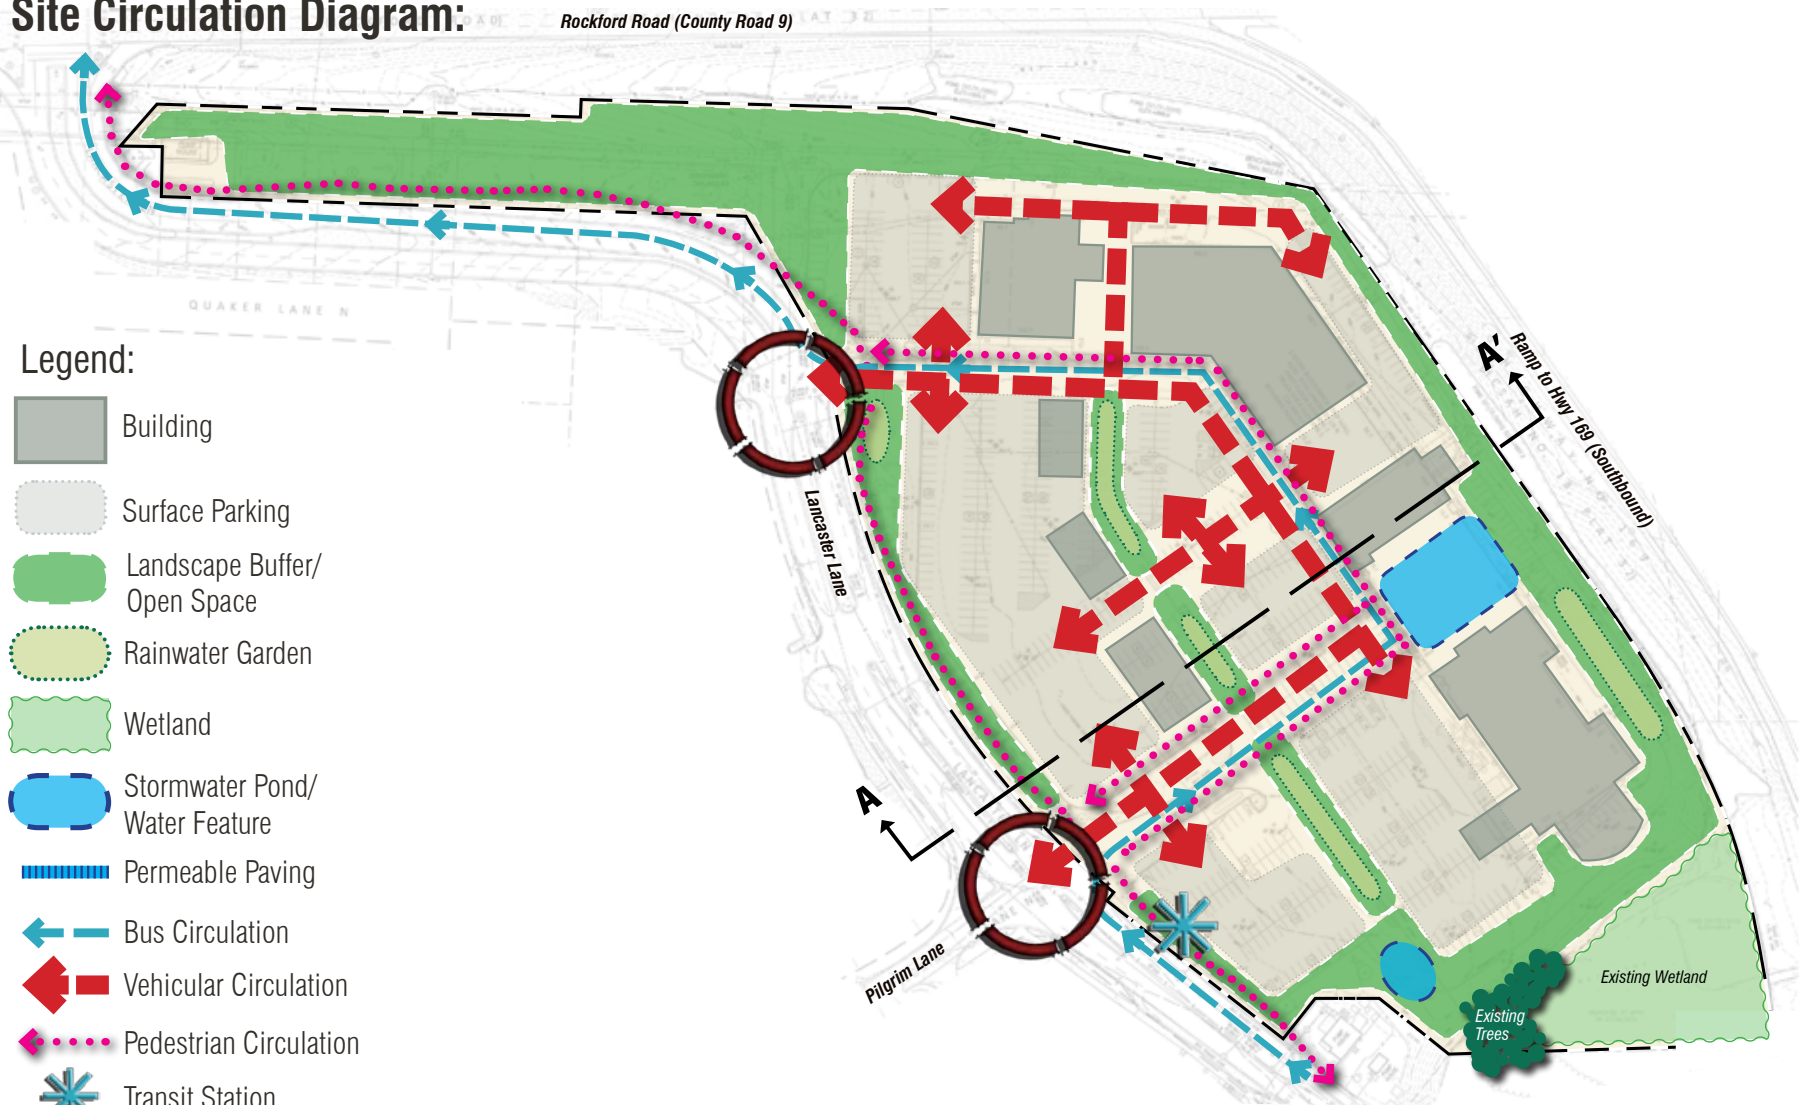 Site Circulation Diagram:
Rockford Road (County Road 9)
QUAKER LANE N
Legend:
Building
Surface Parking
Landscape Buffer/
Open Space
Rainwater Garden
Wetland
Stormwater Pond/
Water Feature
Permeable Paving
Bus Circulation
Vehicular Circulation
Pedestrian Circulation
Transit Station
A'
Ramp to Hwy 169 (Southbound)
Lancaster Lane
A
Pilgrim Lane
Existing Wetland
Existing
Trees